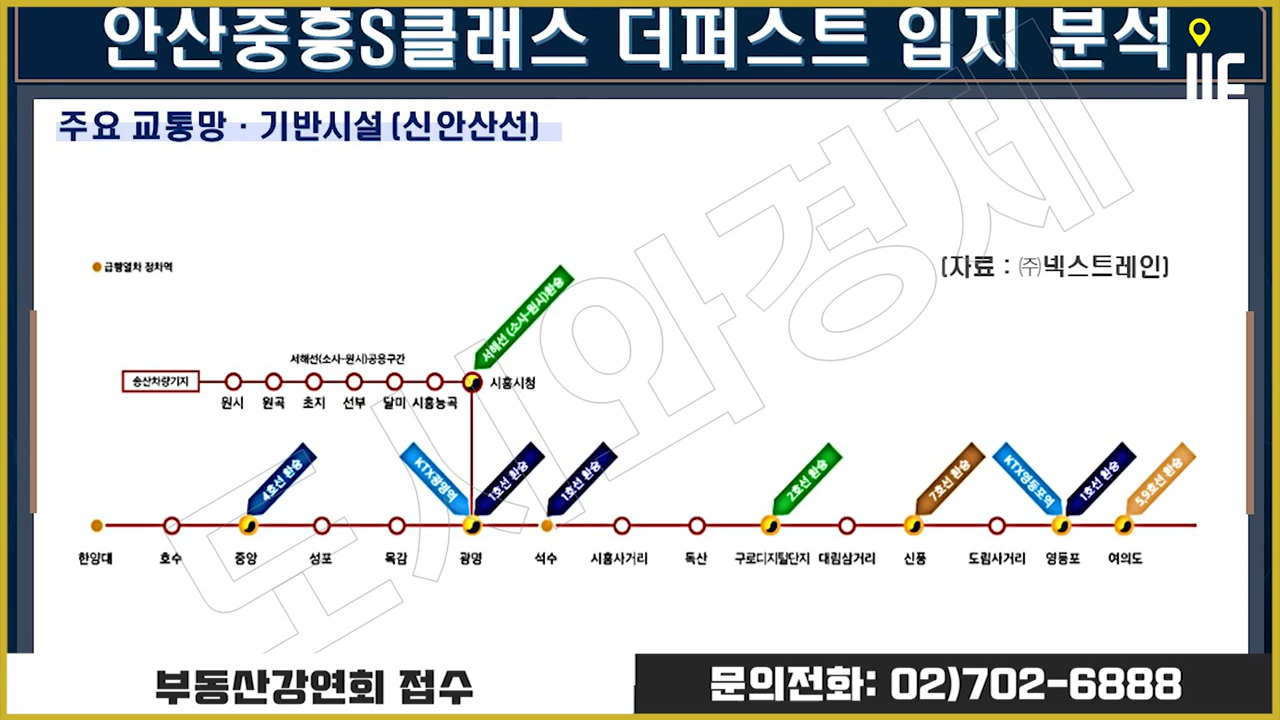 안산중흥S클래스 더퍼스트 입지 분석
주요 교통망 · 기반시설 (신안산선)
(자료 : ㈜넥스트레인)
급행열차 정차역
서해선 (소사-원시)환승
서해선(소사-원시)공용구간
송산차량기지
시흥시청
원시 원곡 초지 선부 달미 시흥능곡
4호선 환승 KTX광명역 1호선 환승 1호선 환승 2호선 환승 7호선 환승 KTX영등포역 1호선 환승 5,9호선 환승
한양대 호수 중앙 성포 목감 광명 석수 시흥사거리 독산 구로디지털단지 대림삼거리 신풍 도림사거리 영등포 여의도
도시와경제
부동산강연회 접수
문의전화: 02)702-6888